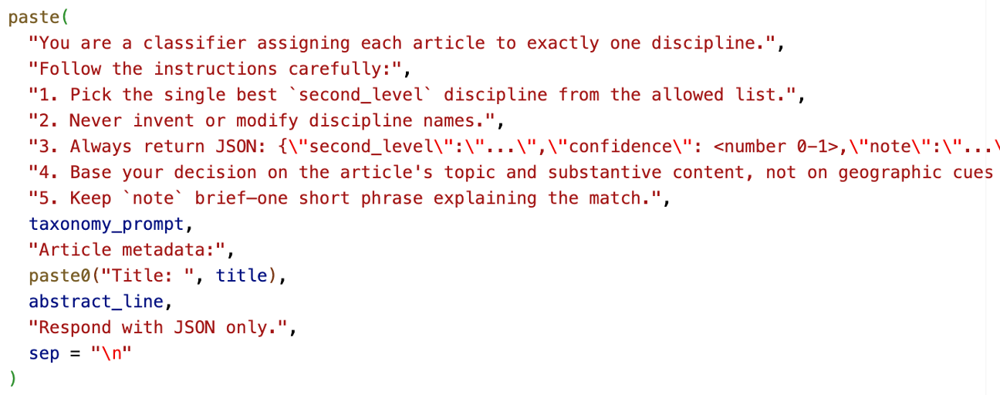 paste(
"You are a classifier assigning each article to exactly one discipline.",
"Follow the instructions carefully:",
"1. Pick the single best `second_level` discipline from the allowed list.",
"2. Never invent or modify discipline names.",
"3. Always return JSON: {\"second_level\":\"...\",\"confidence\": <number 0-1>,\"note\":\"...\
"4. Base your decision on the article's topic and substantive content, not on geographic cues
"5. Keep `note` brief—one short phrase explaining the match.",
taxonomy_prompt,
"Article metadata:",
paste0("Title: ", title),
abstract_line,
"Respond with JSON only.",
sep = "\n"
)